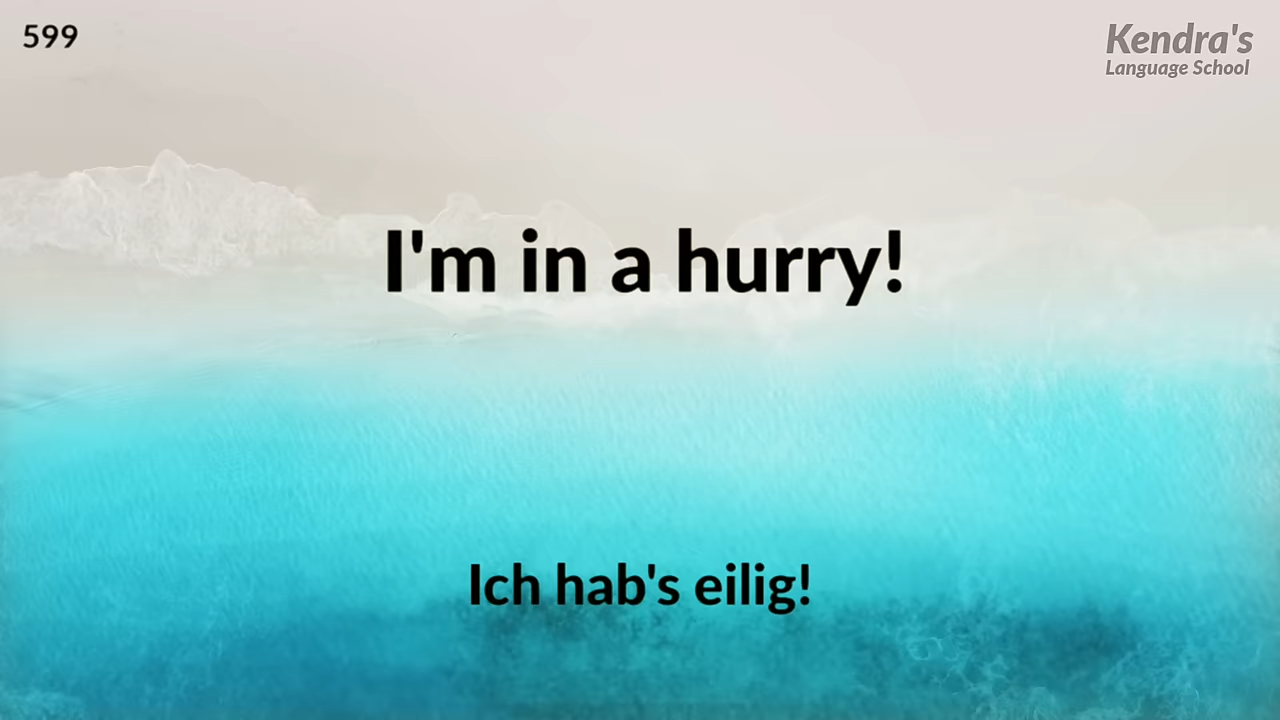 599
Kendra's
Language School
I'm in a hurry!
Ich hab's eilig!